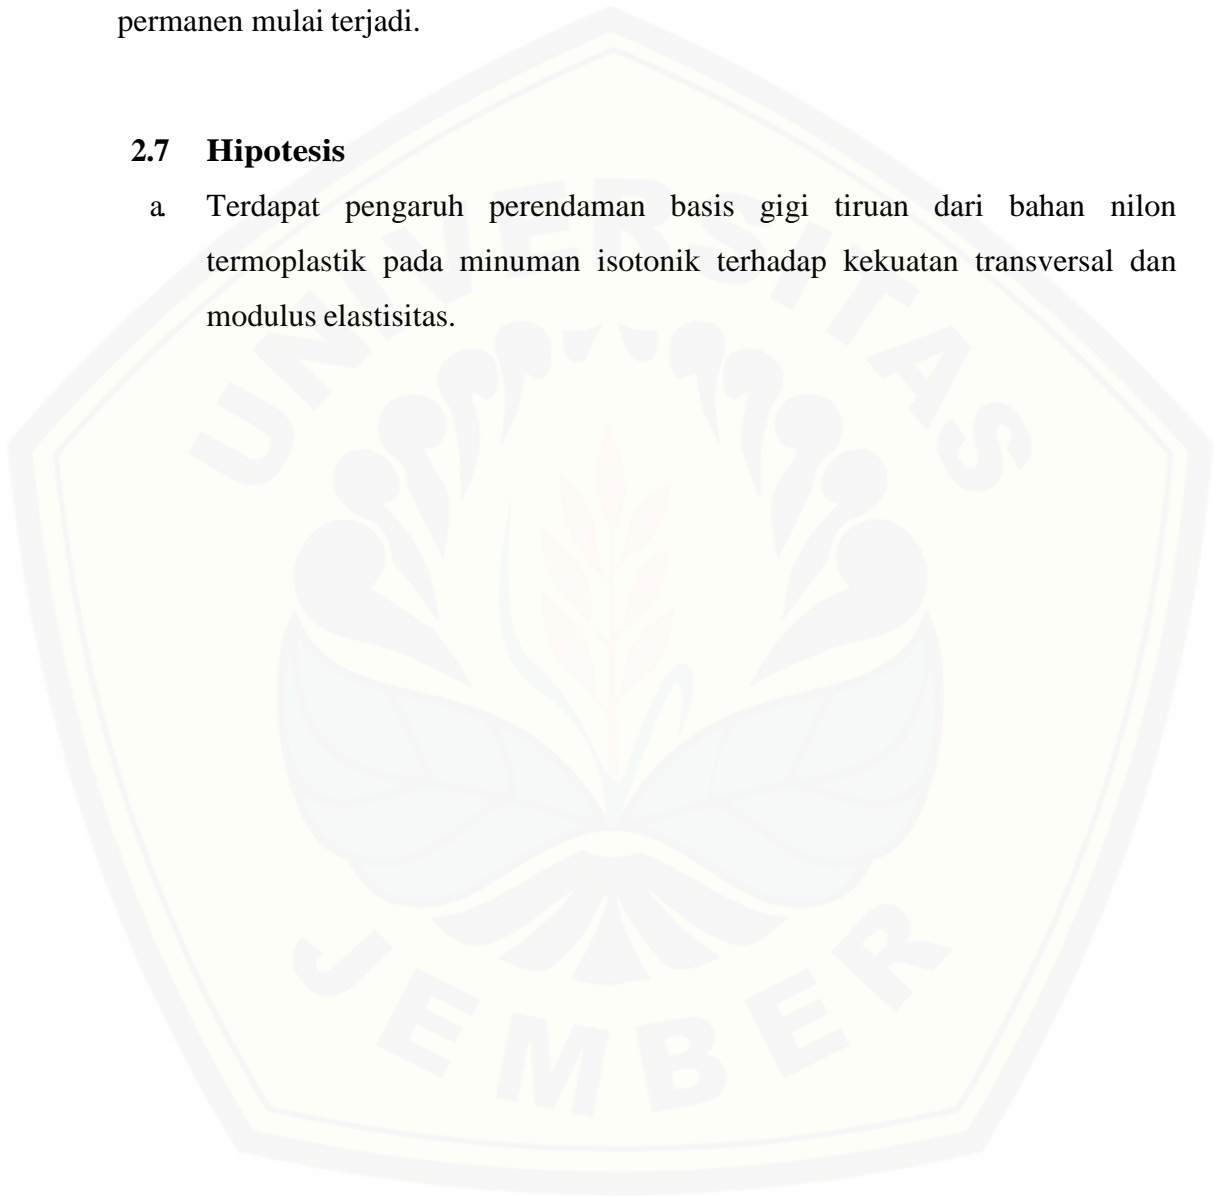 permanen mulai terjadi.
2.7 Hipotesis
a. Terdapat pengaruh perendaman basis gigi tiruan dari bahan nilon
termoplastik pada minuman isotonik terhadap kekuatan transversal dan
modulus elastisitas.
UNIVERSITAS
JEMBER